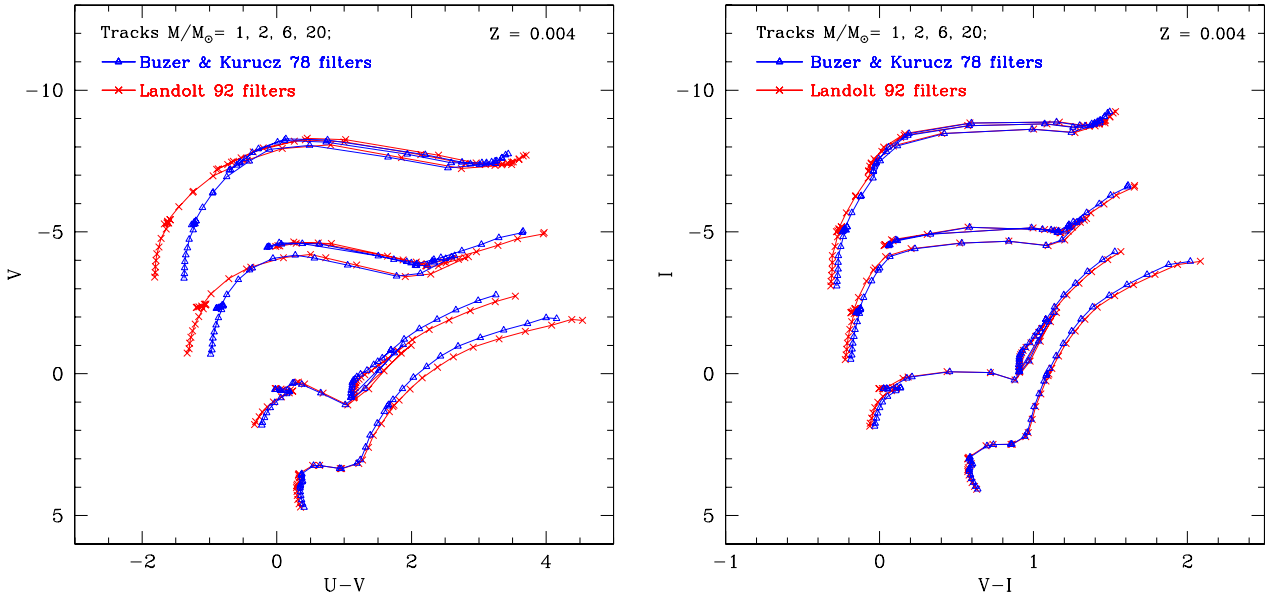 Tracks M/M☉= 1, 2, 6, 20;
Z = 0.004
Buzer & Kurucz 78 filters
Landolt 92 filters
−10
−5
0
5
V
−2
0
2
4
U−V
Tracks M/M☉= 1, 2, 6, 20;
Z = 0.004
Buzer & Kurucz 78 filters
Landolt 92 filters
−10
−5
0
5
I
−1
0
1
2
V−I